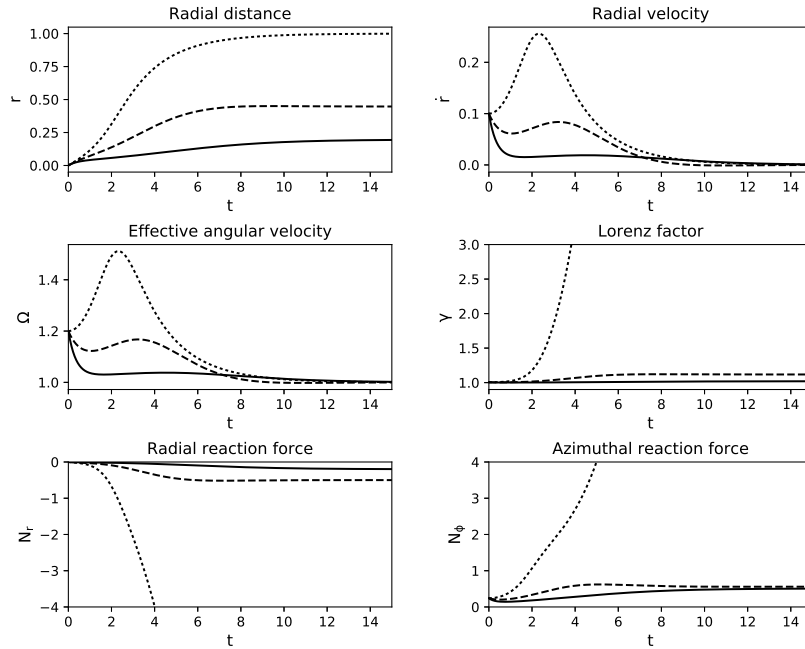 Radial distance
1.00
0.75
0.50
0.25
0.00
r
0 2 4 6 8 10 12 14
t
Radial velocity
0.2
0.1
0.0
ṙ
0 2 4 6 8 10 12 14
t
Effective angular velocity
1.4
1.2
1.0
Ω
0 2 4 6 8 10 12 14
t
Lorenz factor
3.0
2.5
2.0
1.5
1.0
γ
0 2 4 6 8 10 12 14
t
Radial reaction force
0
−1
−2
−3
−4
Nᵣ
0 2 4 6 8 10 12 14
t
Azimuthal reaction force
4
3
2
1
0
N_ϕ
0 2 4 6 8 10 12 14
t